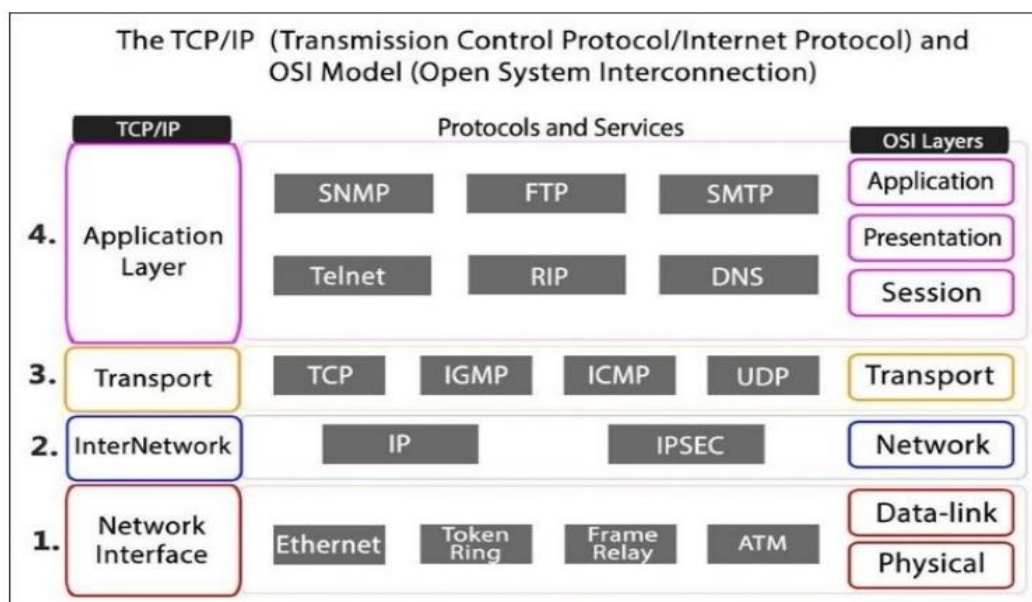 The TCP/IP (Transmission Control Protocol/Internet Protocol) and
OSI Model (Open System Interconnection)
TCP/IP
Protocols and Services
OSI Layers
4.
Application
Layer
SNMP
FTP
SMTP
Telnet
RIP
DNS
Application
Presentation
Session
3.
Transport
TCP
IGMP
ICMP
UDP
Transport
2.
InterNetwork
IP
IPSEC
Network
1.
Network
Interface
Ethernet
Token
Ring
Frame
Relay
ATM
Data-link
Physical